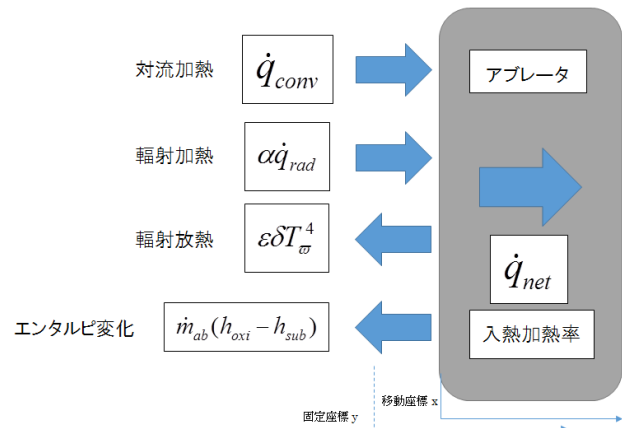 対流加熱
q̇conv
アブレータ
輻射加熱
αq̇rad
輻射放熱
εδTϖ⁴
q̇net
エンタルピ変化
ṁab(hoxi − hsub)
入熱加熱率
移動座標 x
固定座標 y